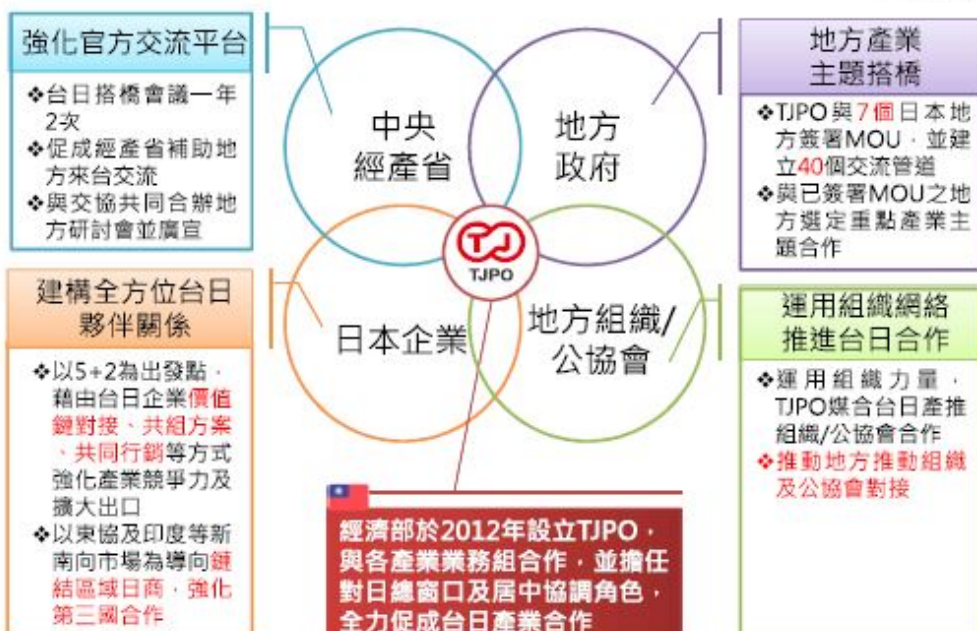 強化官方交流平台
❖台日搭橋會議一年
2次
❖促成經產省補助地
方來台交流
❖與交協共同合辦地
方研討會並廣宣
中央
經產省
地方
政府
地方產業
主題搭橋
❖TJPO與7個日本地
方簽署MOU，並建
立40個交流管道
❖與已簽署MOU之地
方選定重點產業主
題合作
TJ
TJPO
建構全方位台日
夥伴關係
❖以5+2為出發點，
藉由台日企業價值
鏈對接、共組方案
、共同行銷等方式
強化產業競爭力及
擴大出口
❖以東協及印度等新
南向市場為導向鏈
結區域日商，強化
第三國合作
日本企業
地方組織/
公協會
運用組織網絡
推進台日合作
❖運用組織力量，
TJPO媒合台日產推
組織/公協會合作
❖推動地方推動組織
及公協會對接
經濟部於2012年設立TJPO，
與各產業業務組合作，並擔任
對日總窗口及居中協調角色，
全力促成台日產業合作